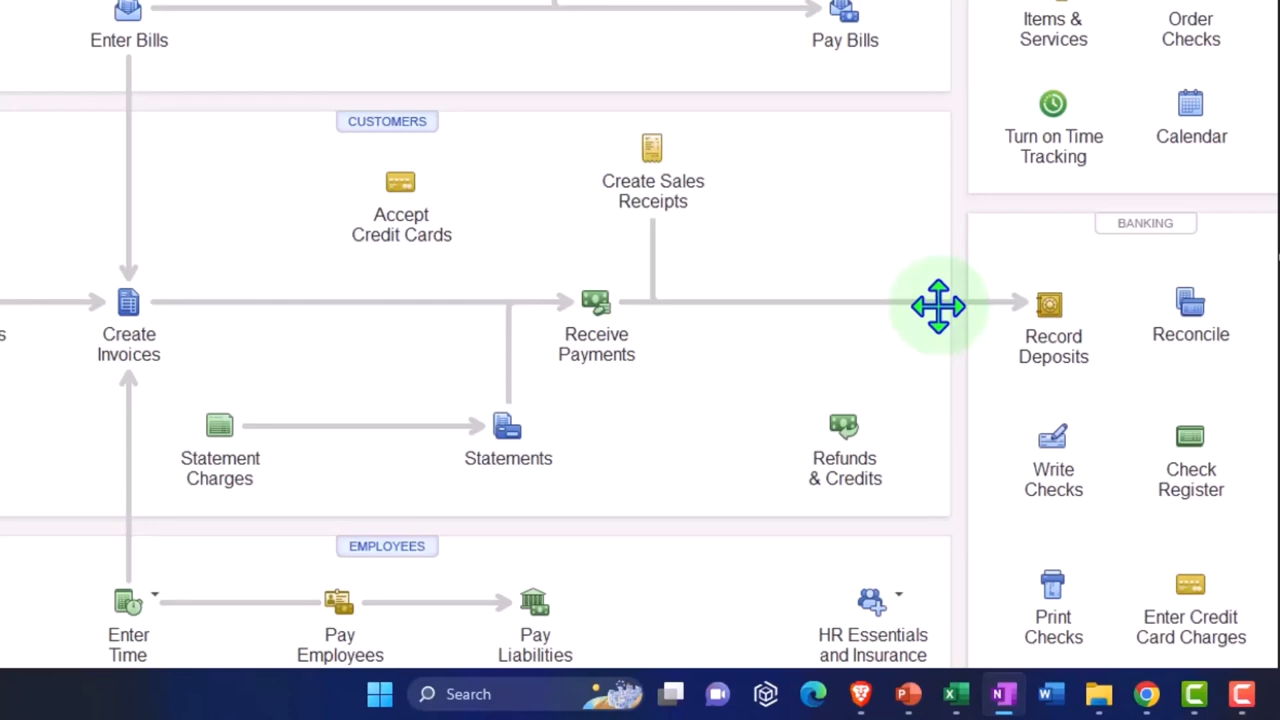 Enter Bills
Pay Bills
Items &
Services
Order
Checks
Turn on Time
Tracking
Calendar
CUSTOMERS
Accept
Credit Cards
Create Sales
Receipts
Create
Invoices
Receive
Payments
s
Statement
Charges
Statements
Refunds
& Credits
BANKING
Record
Deposits
Reconcile
Write
Checks
Check
Register
Print
Checks
Enter Credit
Card Charges
EMPLOYEES
Enter
Time
Pay
Employees
Pay
Liabilities
HR Essentials
and Insurance
Search